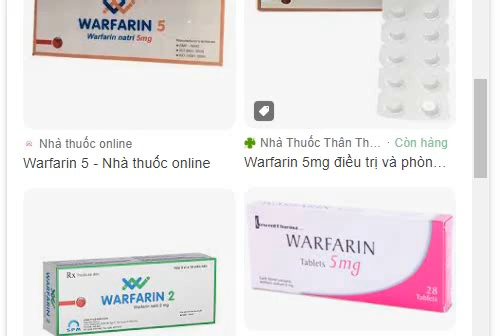 WARFARIN 5
Warfarin natri 5mg
Nhà thuốc online
Nhà Thuốc Thân Th... · Còn hàng
Warfarin 5 - Nhà thuốc online
Warfarin 5mg điều trị và phòn...
Rx
WARFARIN 2
SPM
WARFARIN
Tablets 5mg
28
Tablets